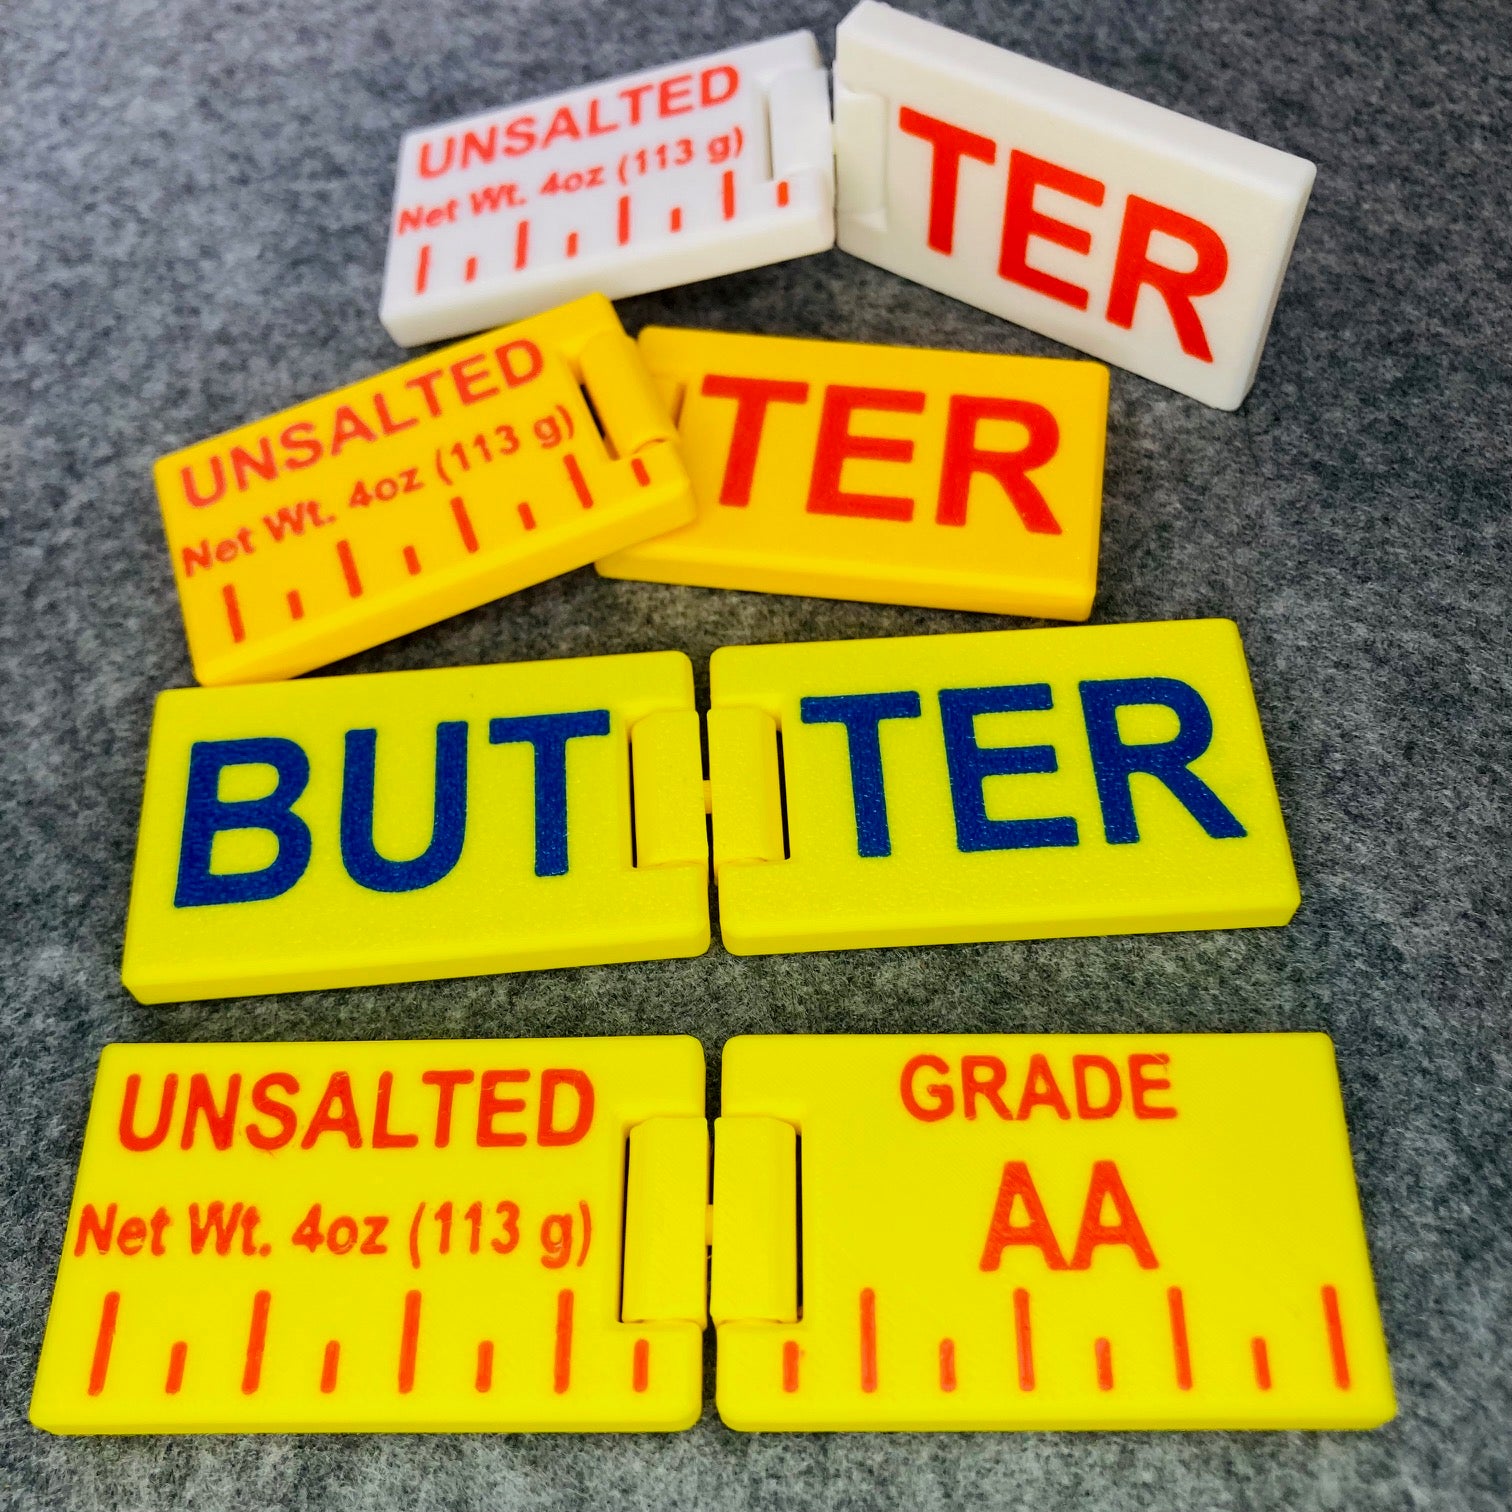 UNSALTED
Net Wt. 4oz (113 g)
TER
UNSALTED
Net Wt. 4oz (113 g)
TER
BUT TER
UNSALTED
Net Wt. 4oz (113 g)
GRADE
AA